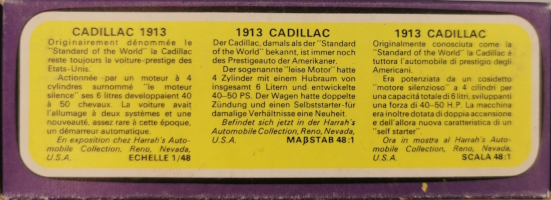 CADILLAC 1913
Originairement dénommée le
"Standard of the World" la Cadillac
reste toujours la voiture-prestige des
Etats-Unis.
Actionnée par un moteur à 4
cylindres surnommé "le moteur
silence" ses 6 litres développaient 40
à 50 chevaux. La voiture avait
l'allumage à deux systèmes et une
nouveauté, assez rare à cette époque,
un démarreur automatique.
En exposition chez Harrah's Auto-
mobile Collection, Reno, Nevada,
U.S.A. ECHELLE 1/48
1913 CADILLAC
Der Cadillac, damals als der "Standard
of the World" bekannt, ist immer noch
des Prestigeauto der Amerikaner.
Der sogenannte "leise Motor" hatte
4 Zylinder mit einem Hubraum von
insgesamt 6 Litern und entwickelte
40-50 PS. Der Wagen hatte doppelte
Zündung und einen Selbststarter-für
damalige Verhältnisse eine Neuheit.
Befindet sich jetzt in der Harrah's
Automobile Collection, Reno, Nevada,
U.S.A. MAßSTAB 48:1
1913 CADILLAC
Originalmente conosciuta come la
"Standard of the World" la Cadillac è
tuttora l'automobile di prestigio degli
Americani.
Era potenziata da un cosidetto
"motore silenzioso" a 4 cilindri per
una capacità totale di 6 litri, sviluppanti
una forza di 40-50 H.P. La macchina
era inoltre dotata di doppia accensione
e dell'allora nuova caratteristica di un
"self starter".
Ora in mostra al Harrah's Auto-
mobile Collection, Reno, Nevada,
U.S.A. SCALA 48:1